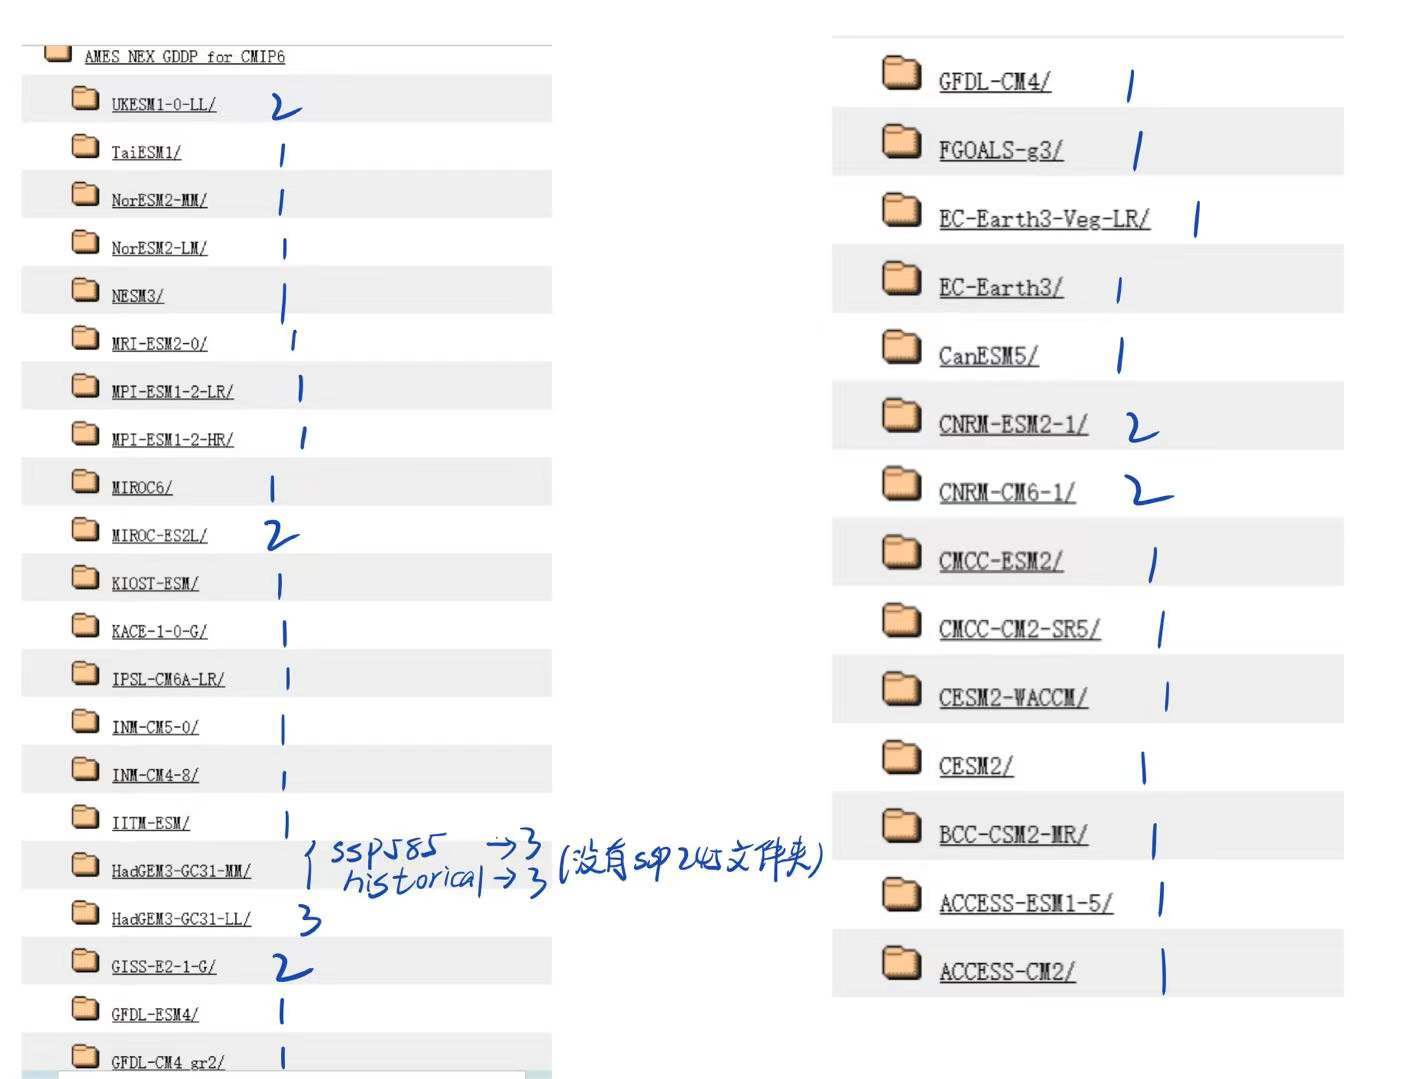 AMES NEX GDDP for CMIP6
UKESM1-0-LL/ 2
TaiESM1/ 1
NorESM2-MM/ 1
NorESM2-LM/ 1
NESM3/ 1
MRI-ESM2-0/ 1
MPI-ESM1-2-LR/ 1
MPI-ESM1-2-HR/ 1
MIROC6/ 1
MIROC-ES2L/ 2
KIOST-ESM/ 1
KACE-1-0-G/ 1
IPSL-CM6A-LR/ 1
INM-CM5-0/ 1
INM-CM4-8/ 1
IITM-ESM/ 1
HadGEM3-GC31-MM/ { ssp585 → 3
historical → 3 (没有ssp245文件夹)
HadGEM3-GC31-LL/ 3
GISS-E2-1-G/ 2
GFDL-ESM4/ 1
GFDL-CM4_gr2/ 1
GFDL-CM4/ 1
FGOALS-g3/ 1
EC-Earth3-Veg-LR/ 1
EC-Earth3/ 1
CanESM5/ 1
CNRM-ESM2-1/ 2
CNRM-CM6-1/ 2
CMCC-ESM2/ 1
CMCC-CM2-SR5/ 1
CESM2-WACCM/ 1
CESM2/ 1
BCC-CSM2-MR/ 1
ACCESS-ESM1-5/ 1
ACCESS-CM2/ 1